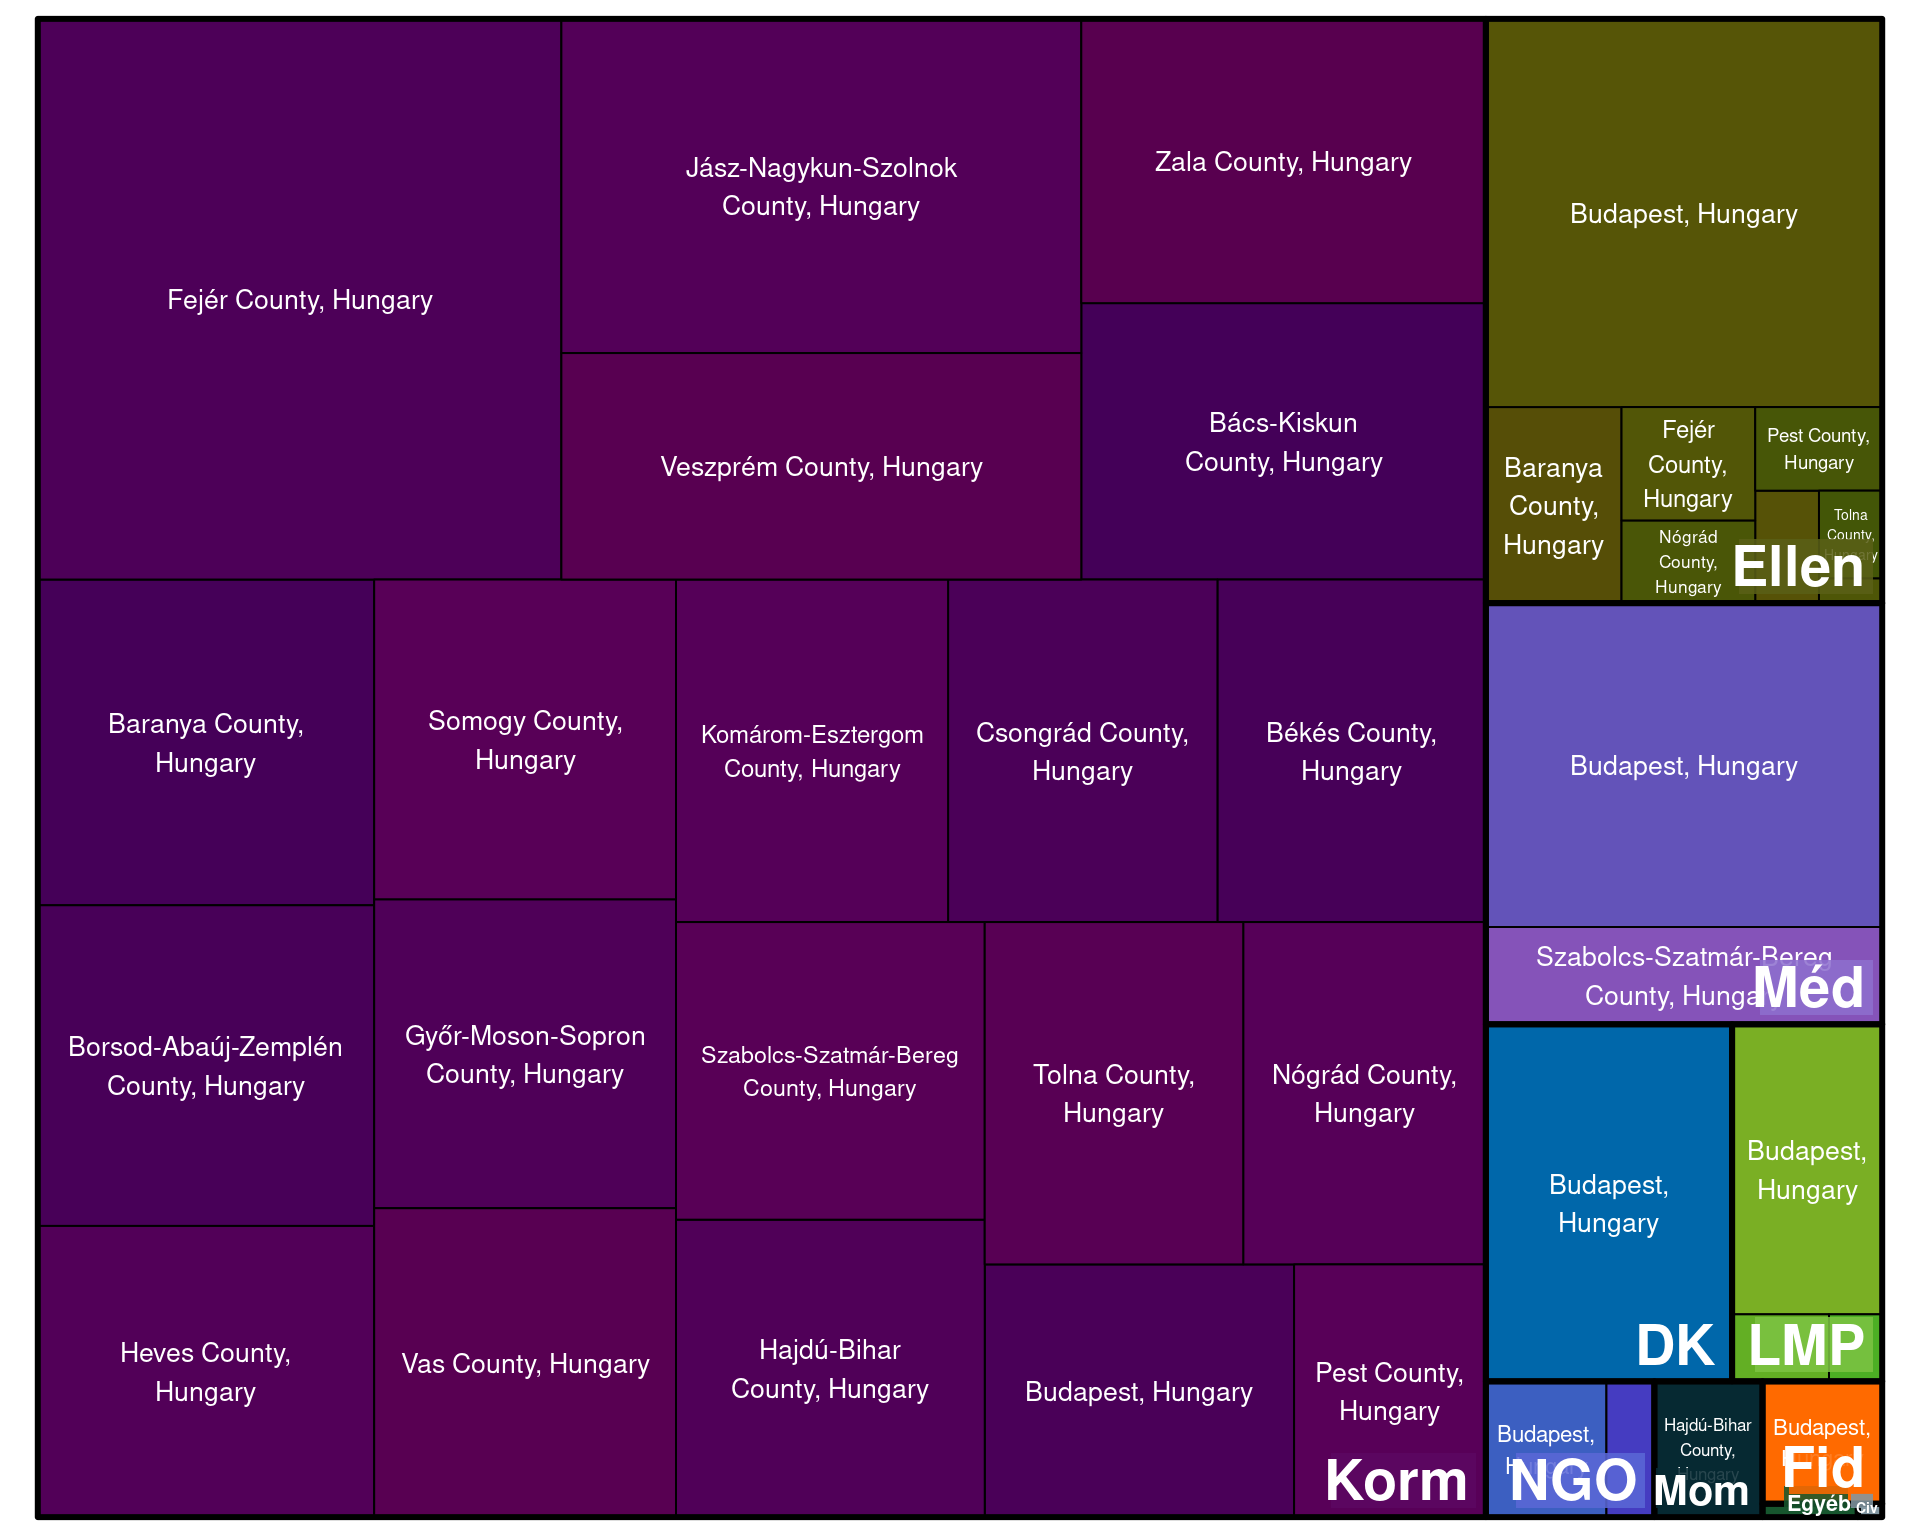 Fejér County, Hungary
Jász-Nagykun-Szolnok
County, Hungary
Zala County, Hungary
Veszprém County, Hungary
Bács-Kiskun
County, Hungary
Baranya County,
Hungary
Somogy County,
Hungary
Komárom-Esztergom
County, Hungary
Csongrád County,
Hungary
Békés County,
Hungary
Borsod-Abaúj-Zemplén
County, Hungary
Győr-Moson-Sopron
County, Hungary
Szabolcs-Szatmár-Bereg
County, Hungary
Tolna County,
Hungary
Nógrád County,
Hungary
Heves County,
Hungary
Vas County, Hungary
Hajdú-Bihar
County, Hungary
Budapest, Hungary
Pest County,
Hungary
Korm
Budapest, Hungary
Baranya
County,
Hungary
Fejér
County,
Hungary
Pest County,
Hungary
Nógrád
County,
Hungary
Tolna
County,
Ellen
Budapest, Hungary
Szabolcs-Szatmár-Bereg
County,
Méd
Budapest,
Hungary
DK
Budapest,
Hungary
LMP
Budapest,
NGO
Hajdú-Bihar
County,
Hungary
Mom
Budapest,
Fid
Egyéb
Civ